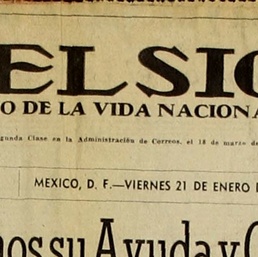 ELSIO
O DE LA VIDA NACIONA
gunda Clase en la Administración de Correos, el 18 de marzo de
MEXICO, D. F.—VIERNES 21 DE ENERO
nos su Ayuda y